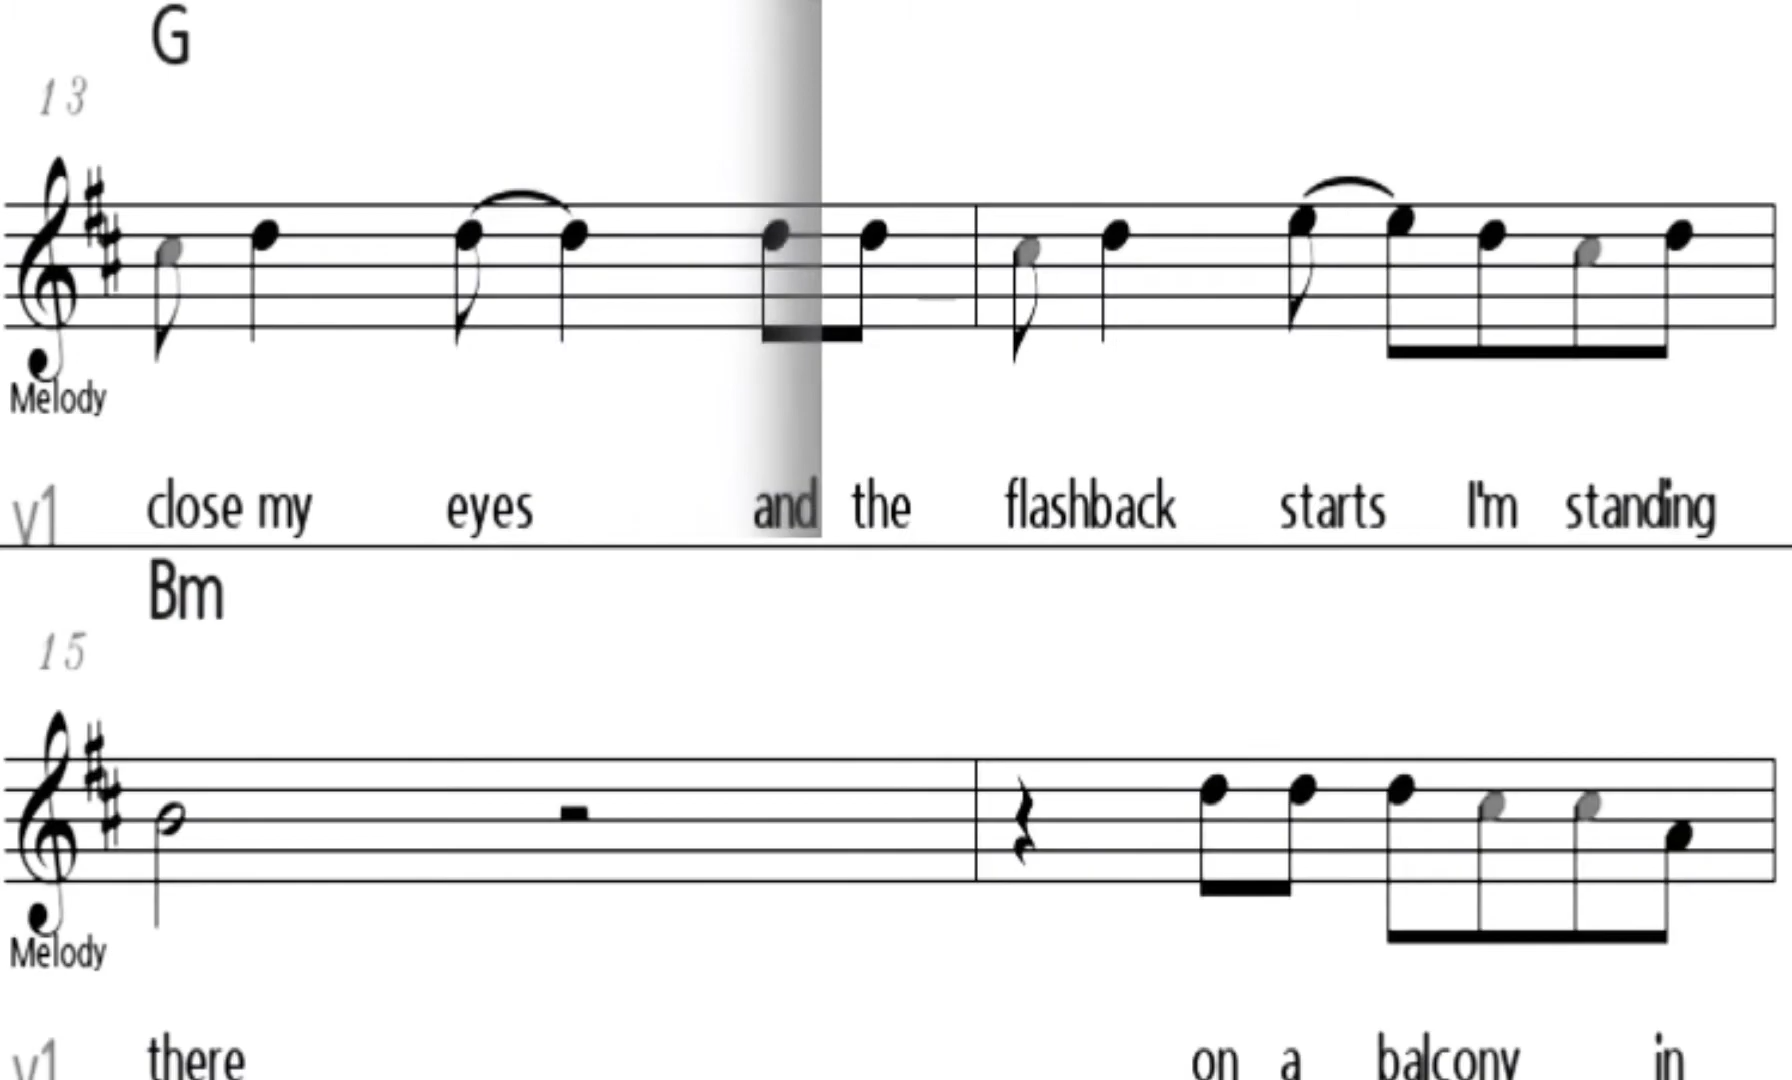 G
13
Melody
v1 close my eyes and the flashback starts I'm standing
Bm
15
Melody
v1 there on a balcony in